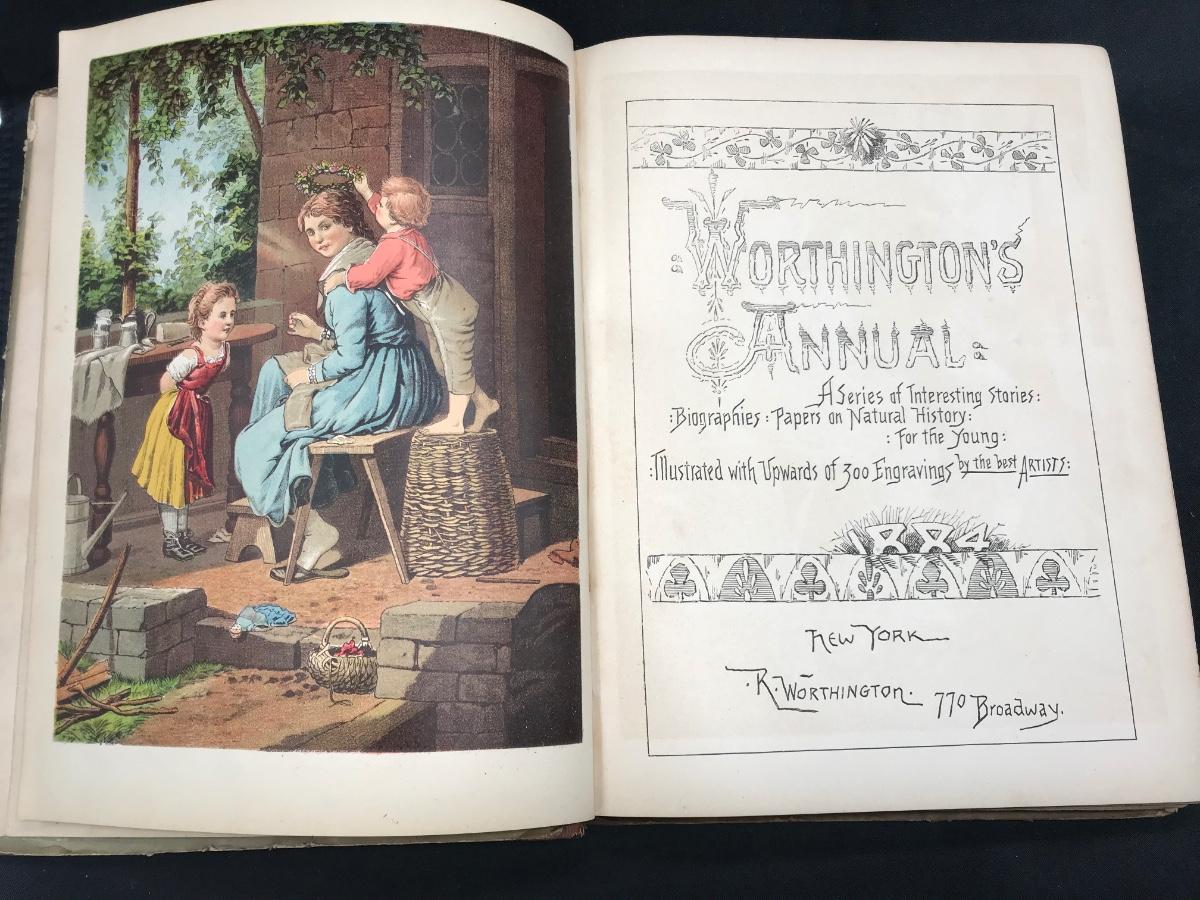 WORTHINGTON'S
ANNUAL
A Series of Interesting Stories:
:Biographies: Papers on Natural History:
: For the Young:
:Illustrated with Upwards of 300 Engravings by the best ARTISTS:
1884
NEW YORK
R. WORTHINGTON. 770 Broadway.